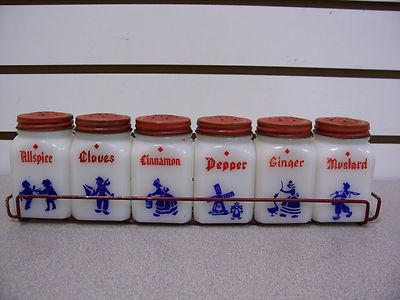 Allspice
Cloves
Cinnamon
Pepper
Ginger
Mustard